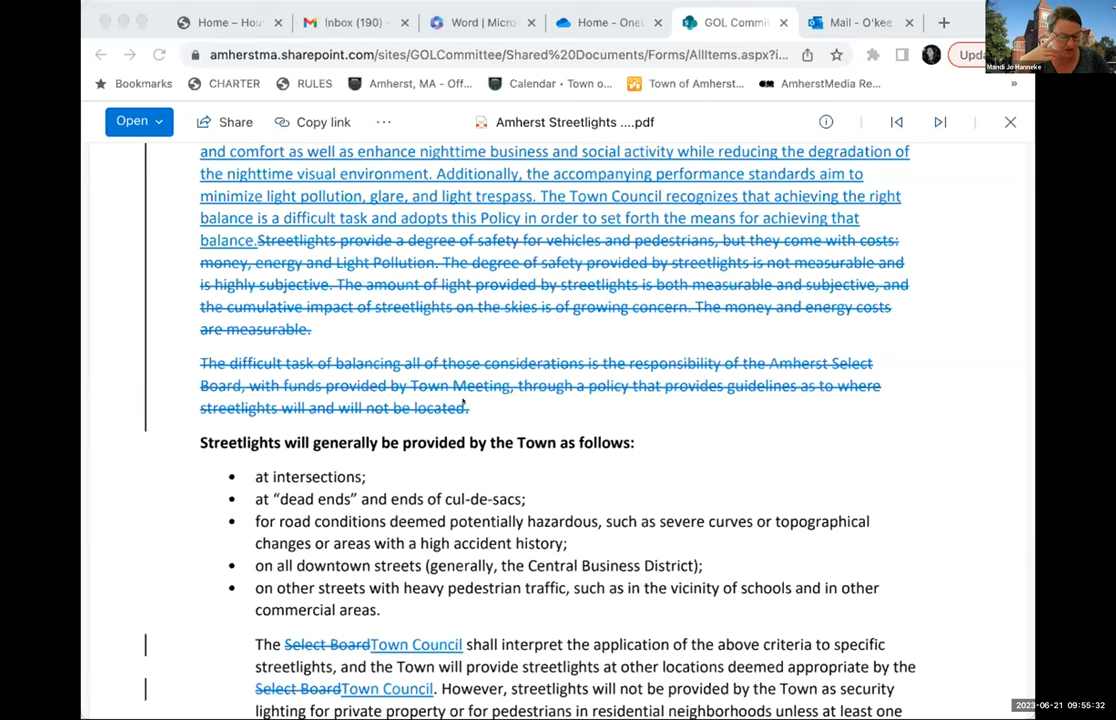 Home – Hou
Inbox (190) -
Word | Micro
Home - OneD
GOL Commit
Mail - O'kee
amherstma.sharepoint.com/sites/GOLCommittee/Shared%20Documents/Forms/AllItems.aspx?i...
Upda
Mandi Jo Hanneke
Bookmarks
CHARTER
RULES
Amherst, MA - Off...
Calendar • Town o...
Town of Amherst...
AmherstMedia Re...
»
Open
Share
Copy link
...
Amherst Streetlights ....pdf
and comfort as well as enhance nighttime business and social activity while reducing the degradation of
the nighttime visual environment. Additionally, the accompanying performance standards aim to
minimize light pollution, glare, and light trespass. The Town Council recognizes that achieving the right
balance is a difficult task and adopts this Policy in order to set forth the means for achieving that
balance.Streetlights provide a degree of safety for vehicles and pedestrians, but they come with costs:
money, energy and Light Pollution. The degree of safety provided by streetlights is not measurable and
is highly subjective. The amount of light provided by streetlights is both measurable and subjective, and
the cumulative impact of streetlights on the skies is of growing concern. The money and energy costs
are measurable.
The difficult task of balancing all of those considerations is the responsibility of the Amherst Select
Board, with funds provided by Town Meeting, through a policy that provides guidelines as to where
streetlights will and will not be located.
Streetlights will generally be provided by the Town as follows:
• at intersections;
• at “dead ends” and ends of cul-de-sacs;
• for road conditions deemed potentially hazardous, such as severe curves or topographical
changes or areas with a high accident history;
• on all downtown streets (generally, the Central Business District);
• on other streets with heavy pedestrian traffic, such as in the vicinity of schools and in other
commercial areas.
The Select BoardTown Council shall interpret the application of the above criteria to specific
streetlights, and the Town will provide streetlights at other locations deemed appropriate by the
Select BoardTown Council. However, streetlights will not be provided by the Town as security
lighting for private property or for pedestrians in residential neighborhoods unless at least one
2023-06-21 09:55:32